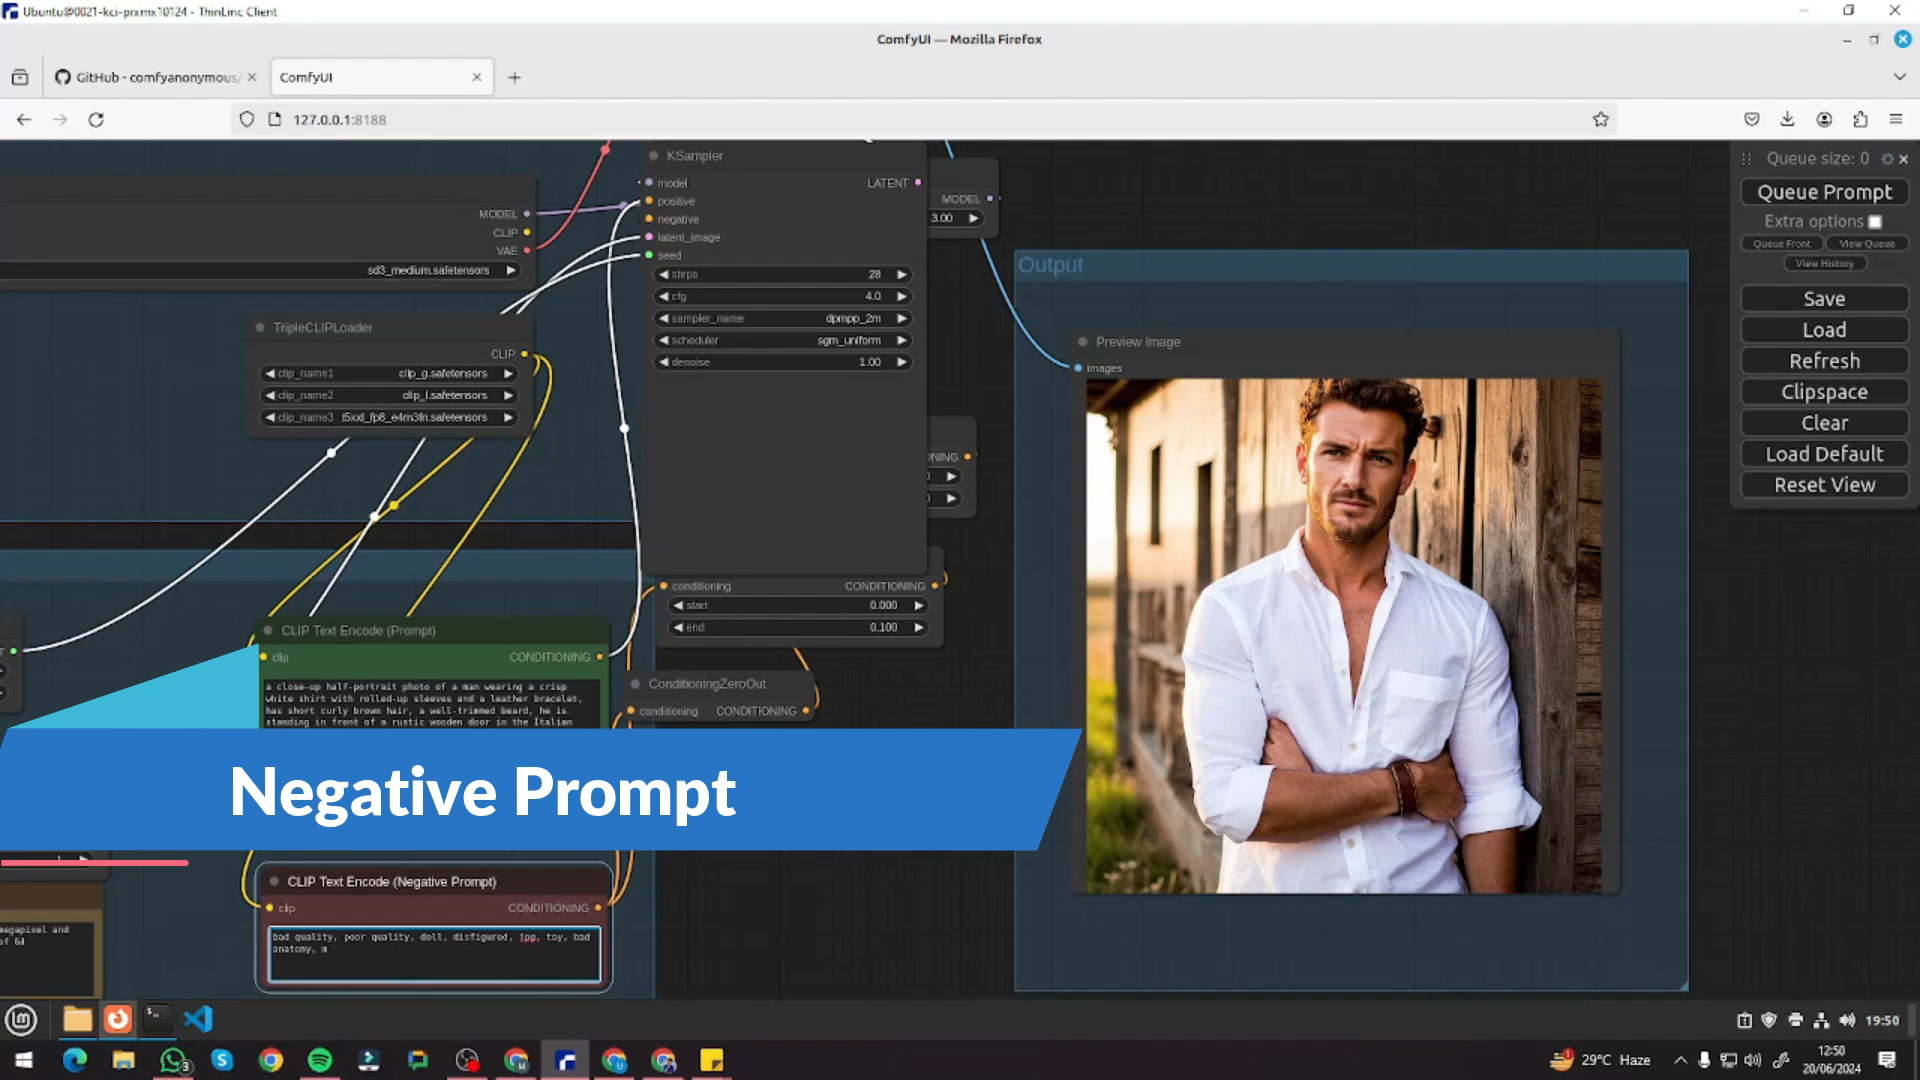 Ubuntu@0021-kci-prxmx10124 - ThinLinc Client
ComfyUI — Mozilla Firefox
GitHub - comfyanonymous/
ComfyUI
127.0.0.1:8188
KSampler
model
LATENT
positive
negative
latent_image
seed
steps 28
cfg 4.0
sampler_name dpmpp_2m
scheduler sgm_uniform
denoise 1.00
MODEL
3.00
MODEL
CLIP
VAE
sd3_medium.safetensors
TripleCLIPLoader
CLIP
clip_name1 clip_g.safetensors
clip_name2 clip_l.safetensors
clip_name3 t5xxl_fp8_e4m3fn.safetensors
conditioning CONDITIONING
start 0.000
end 0.100
CLIP Text Encode (Prompt)
clip CONDITIONING
a close-up half-portrait photo of a man wearing a crisp
white shirt with rolled-up sleeves and a leather bracelet,
has short curly brown hair, a well-trimmed beard, he is
standing in front of a rustic wooden door in the Italian
ConditioningZeroOut
conditioning CONDITIONING
Negative Prompt
CLIP Text Encode (Negative Prompt)
clip CONDITIONING
bad quality, poor quality, doll, disfigured, jpg, toy, bad
anatomy, m
megapixel and
of 64
Output
Preview Image
images
Queue size: 0
Queue Prompt
Extra options
Queue Front View Queue
View History
Save
Load
Refresh
Clipspace
Clear
Load Default
Reset View
19:50
29°C Haze
12:50
20/06/2024